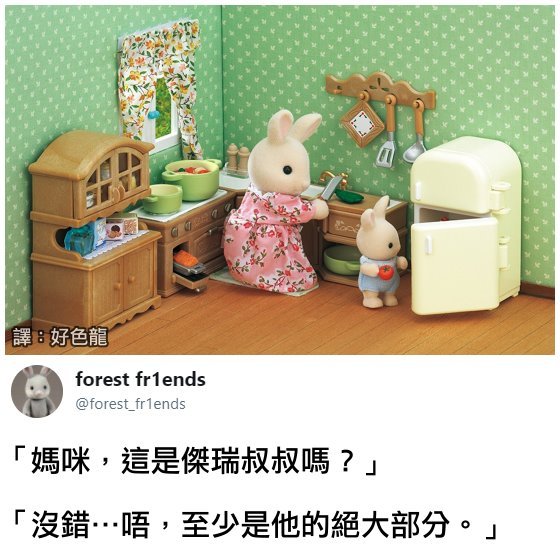 譯：好色龍
forest fr1ends
@forest_fr1ends
「媽咪，這是傑瑞叔叔嗎？」
「沒錯…唔，至少是他的絕大部分。」